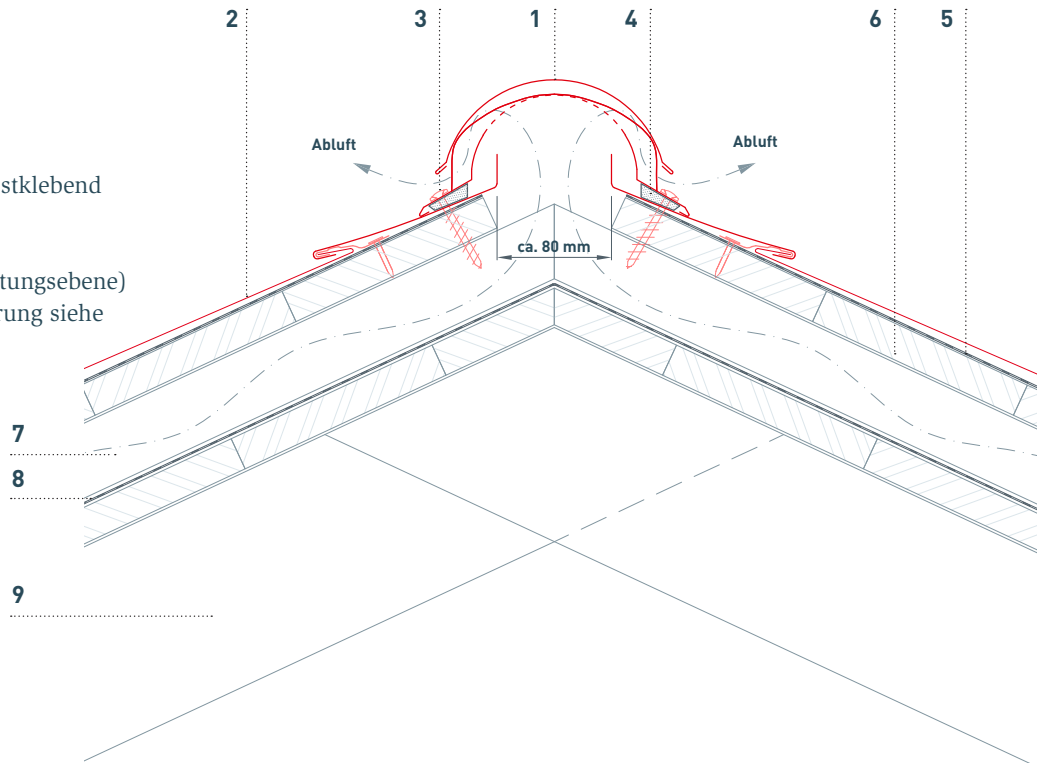 2 3 1 4 6 5
Abluft Abluft
stklebend
ca. 80 mm
tungsebene)
rung siehe
7
8
9